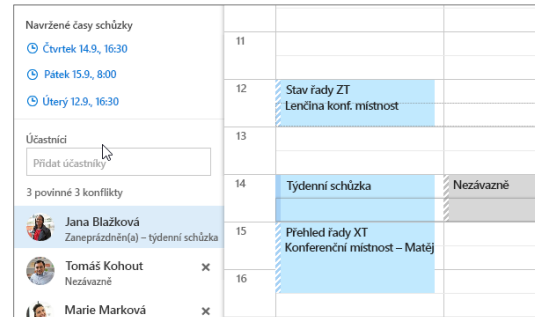 Navržené časy schůzky
Čtvrtek 14.9., 16:30
Pátek 15.9., 8:00
Úterý 12.9., 16:30
Účastníci
Přidat účastníky
3 povinné 3 konflikty
Jana Blažková
Zaneprázdněn(a) – týdenní schůzka
Tomáš Kohout
Nezávazně
Marie Marková
11
12
13
14
15
16
Stav řady ZT
Lenčina konf. místnost
Týdenní schůzka
Nezávazně
Přehled řady XT
Konferenční místnost – Matěj